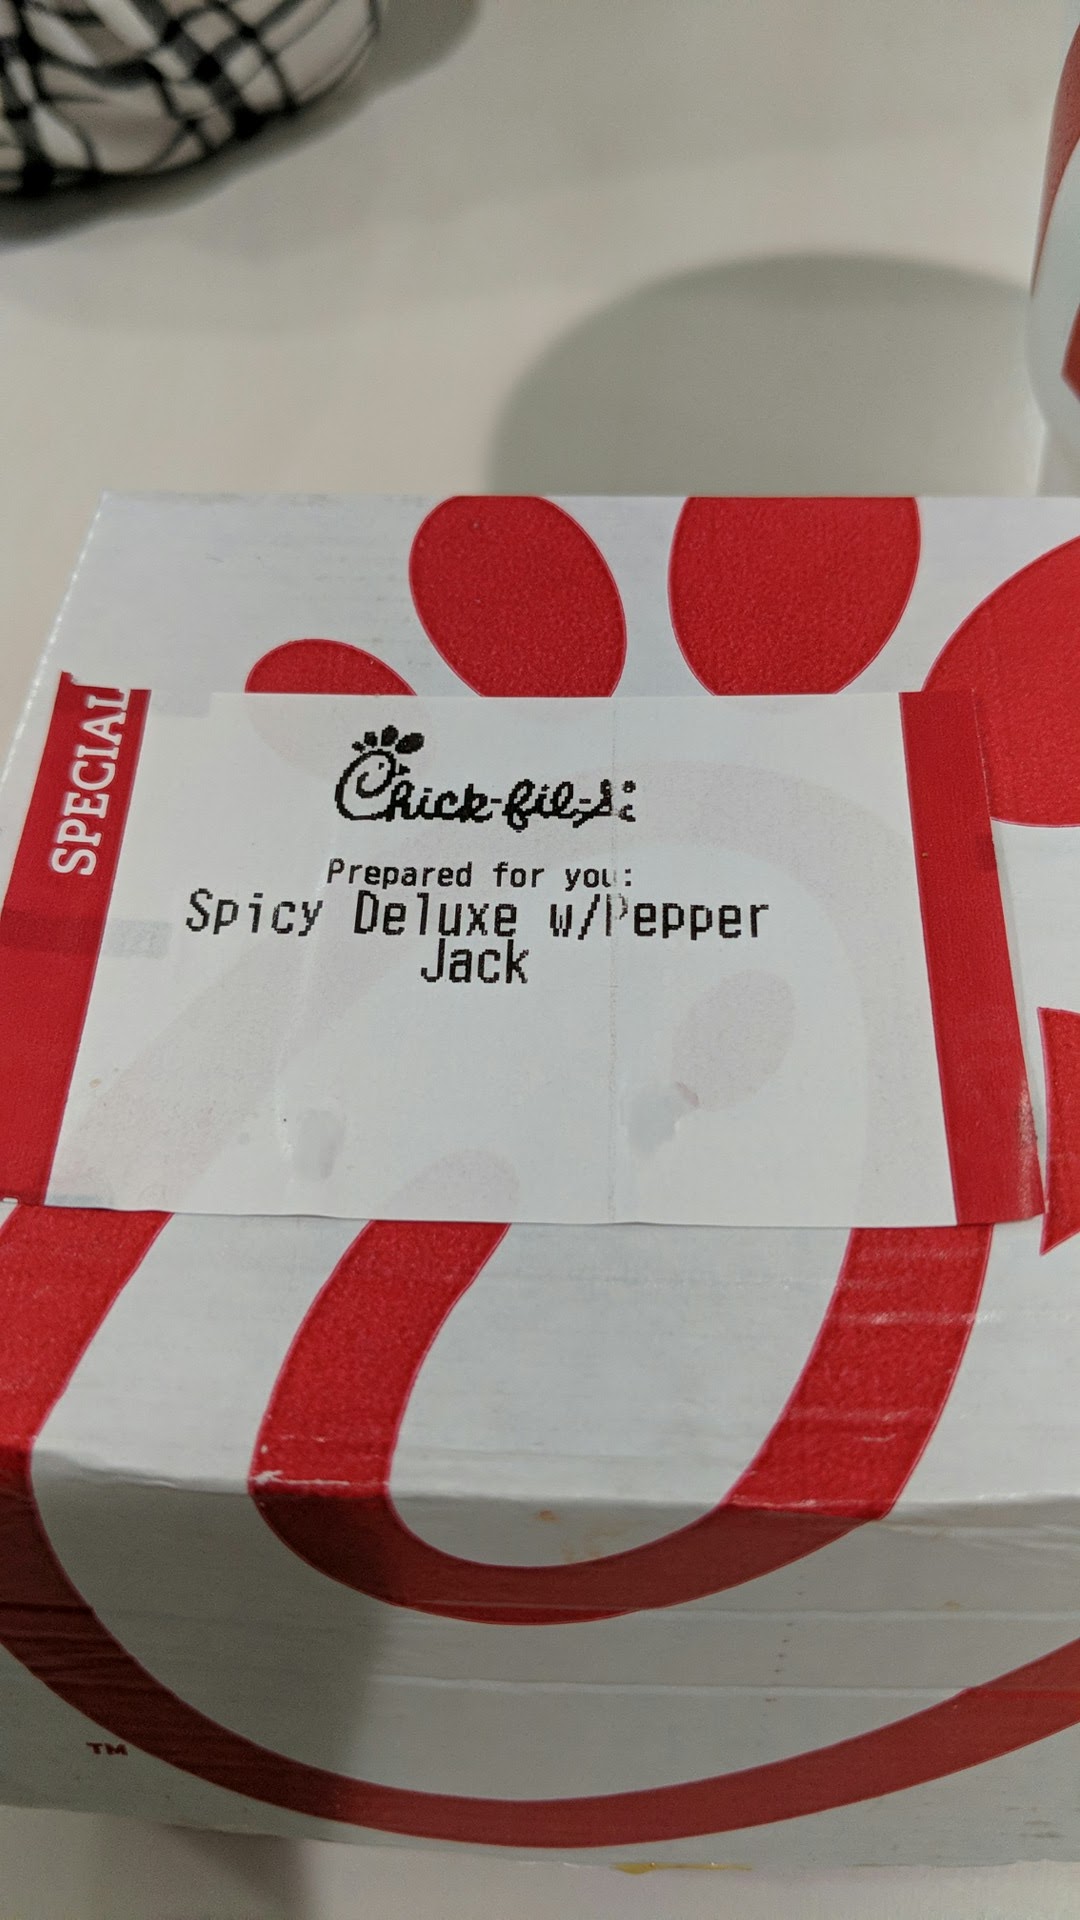 SPECIAL
Chick-fil-A
Prepared for you:
Spicy Deluxe w/Pepper
Jack
TM